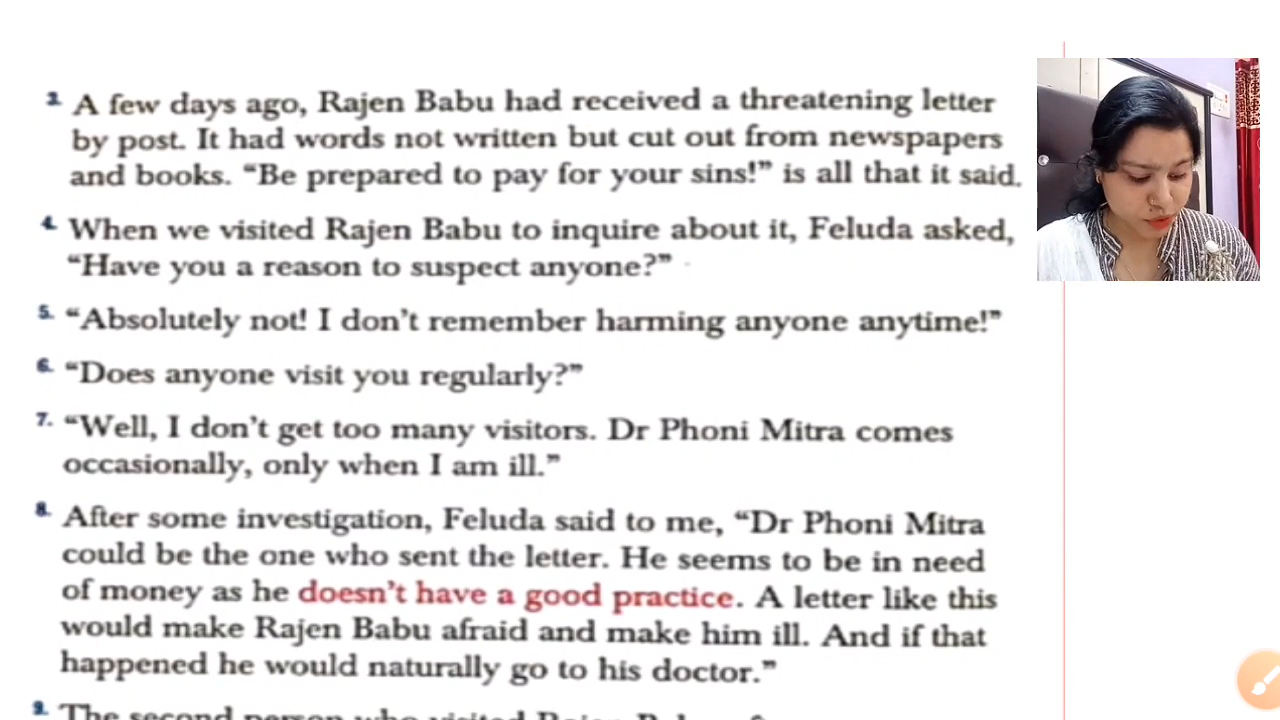 3. A few days ago, Rajen Babu had received a threatening letter
by post. It had words not written but cut out from newspapers
and books. “Be prepared to pay for your sins!” is all that it said.
4. When we visited Rajen Babu to inquire about it, Feluda asked,
“Have you a reason to suspect anyone?”
5. “Absolutely not! I don’t remember harming anyone anytime!”
6. “Does anyone visit you regularly?”
7. “Well, I don’t get too many visitors. Dr Phoni Mitra comes
occasionally, only when I am ill.”
8. After some investigation, Feluda said to me, “Dr Phoni Mitra
could be the one who sent the letter. He seems to be in need
of money as he doesn’t have a good practice. A letter like this
would make Rajen Babu afraid and make him ill. And if that
happened he would naturally go to his doctor.”
9. The second person who visited Rajen